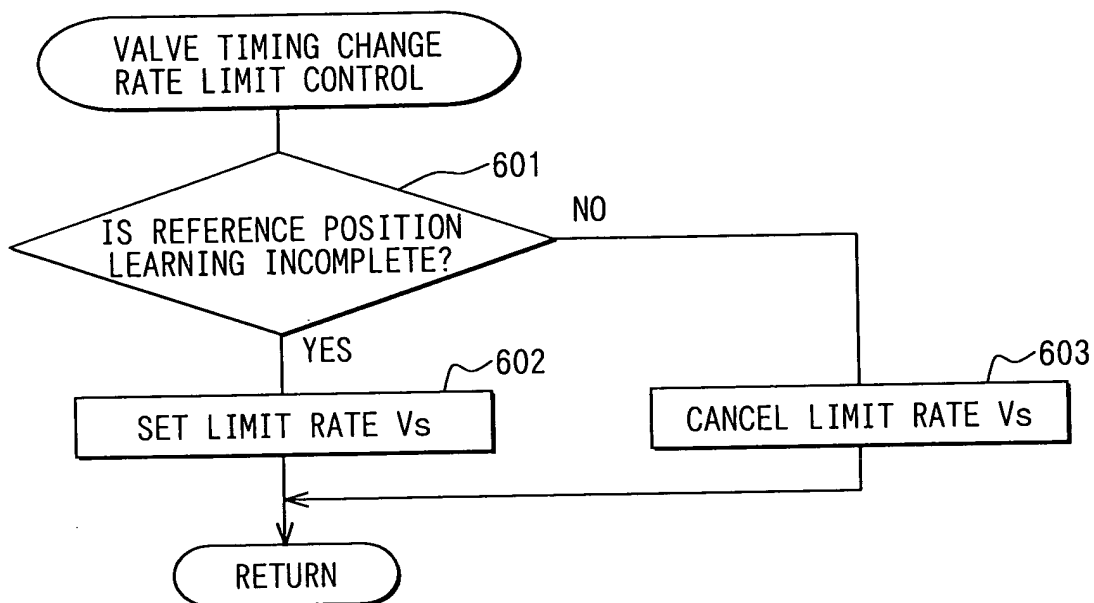 VALVE TIMING CHANGE
RATE LIMIT CONTROL
601
IS REFERENCE POSITION
LEARNING INCOMPLETE?
NO
YES
602
SET LIMIT RATE Vs
603
CANCEL LIMIT RATE Vs
RETURN